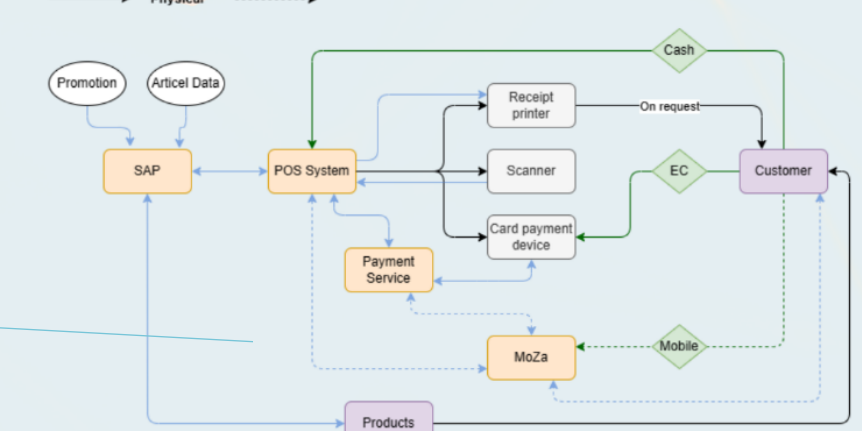 Physical
Cash
Promotion
Articel Data
Receipt
printer
On request
SAP
POS System
Scanner
EC
Customer
Card payment
device
Payment
Service
MoZa
Mobile
Products